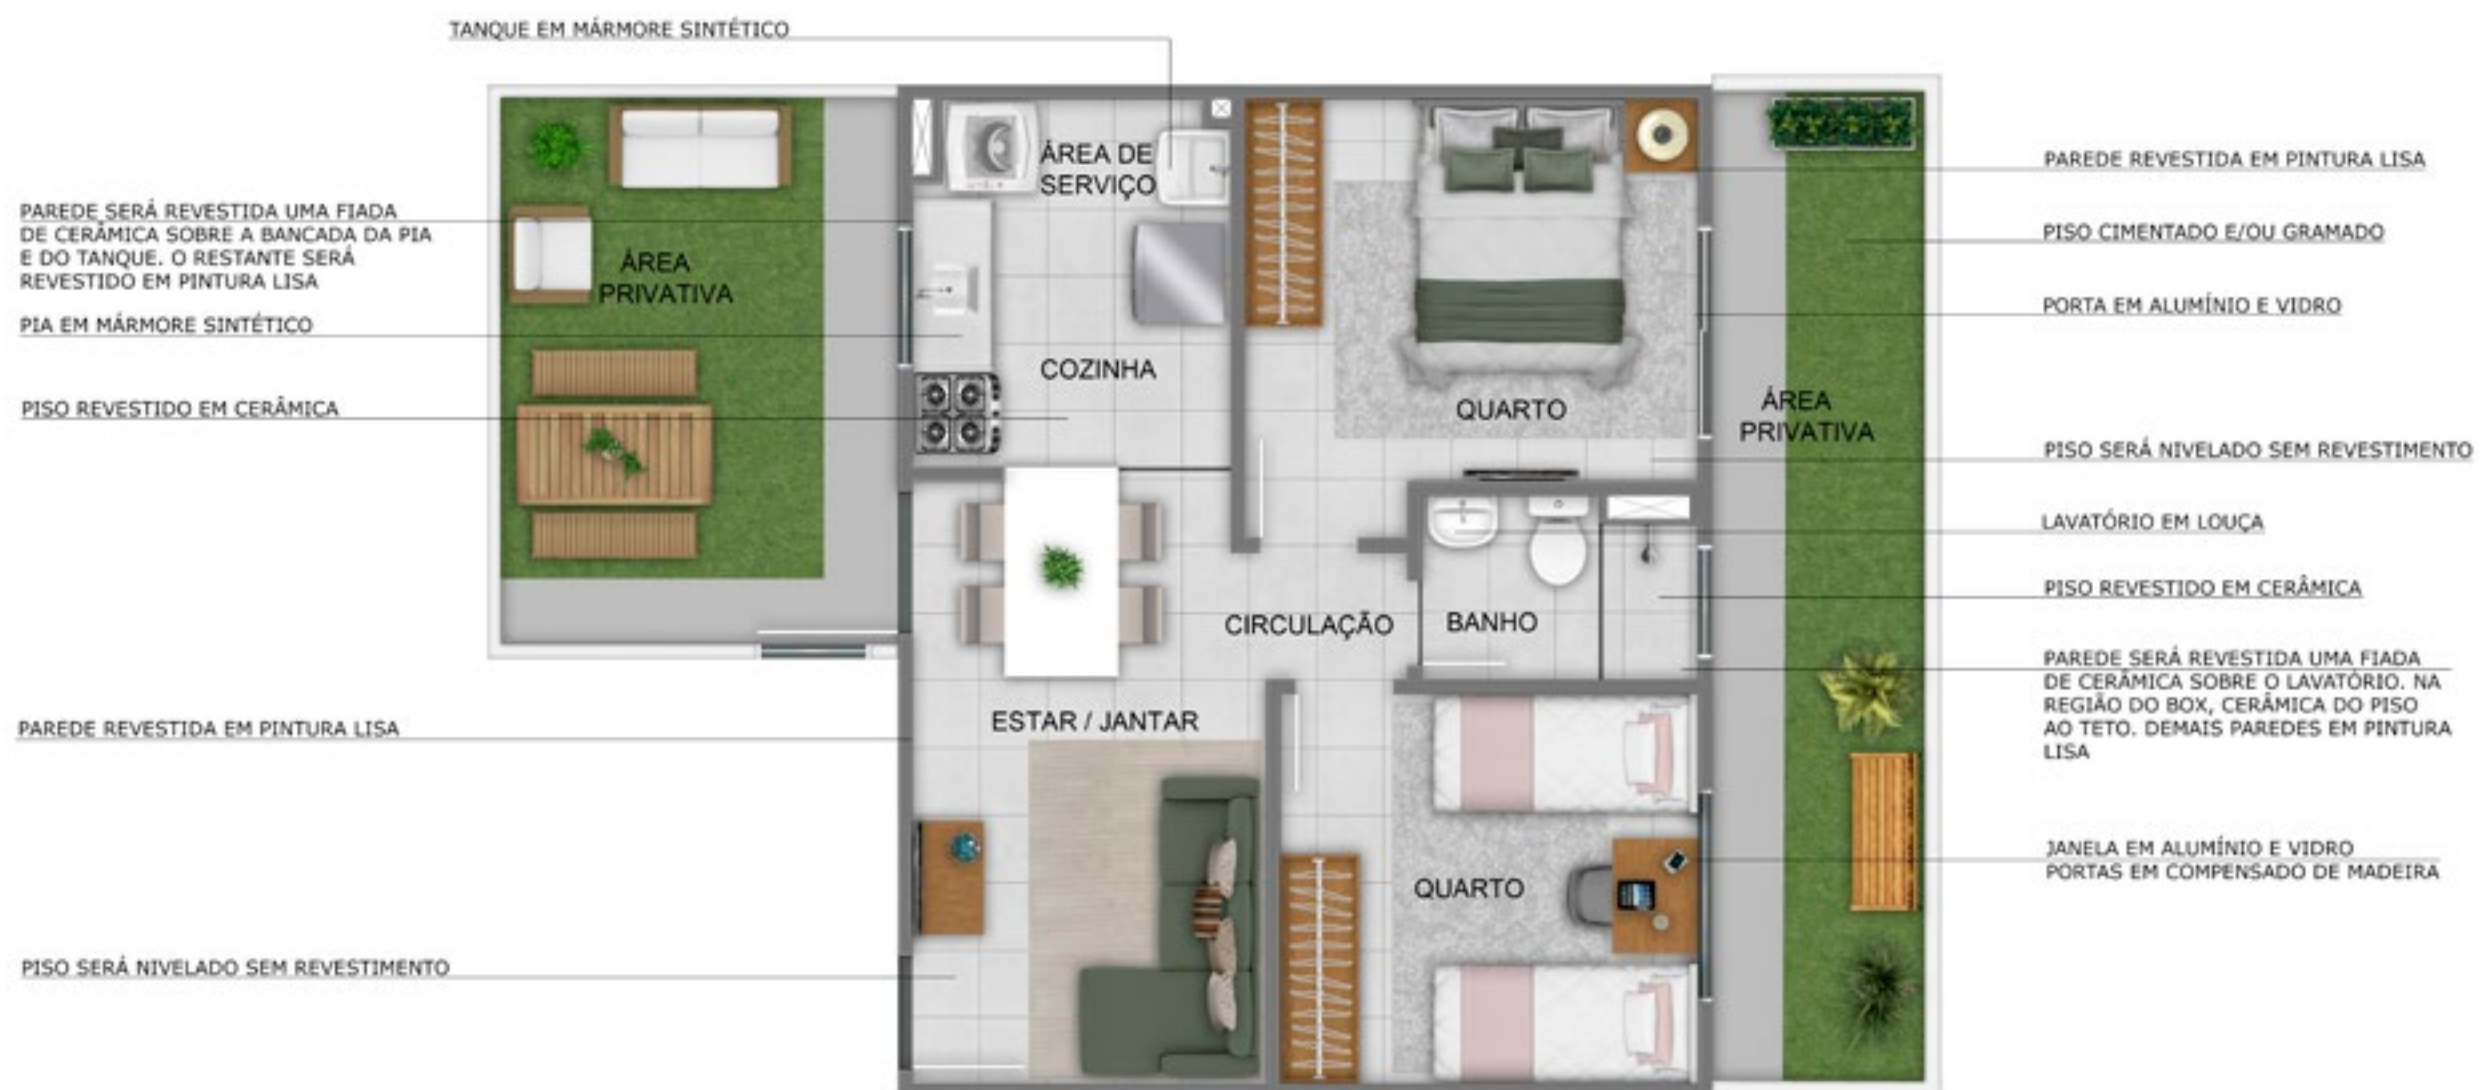 TANQUE EM MÁRMORE SINTÉTICO
PAREDE SERÁ REVESTIDA UMA FIADA
DE CERÂMICA SOBRE A BANCADA DA PIA
E DO TANQUE. O RESTANTE SERÁ
REVESTIDO EM PINTURA LISA
PIA EM MÁRMORE SINTÉTICO
PISO REVESTIDO EM CERÂMICA
PAREDE REVESTIDA EM PINTURA LISA
PISO SERÁ NIVELADO SEM REVESTIMENTO
ÁREA
PRIVATIVA
ÁREA DE
SERVIÇO
COZINHA
QUARTO
CIRCULAÇÃO
BANHO
ESTAR / JANTAR
QUARTO
ÁREA
PRIVATIVA
PAREDE REVESTIDA EM PINTURA LISA
PISO CIMENTADO E/OU GRAMADO
PORTA EM ALUMÍNIO E VIDRO
PISO SERÁ NIVELADO SEM REVESTIMENTO
LAVATÓRIO EM LOUÇA
PISO REVESTIDO EM CERÂMICA
PAREDE SERÁ REVESTIDA UMA FIADA
DE CERÂMICA SOBRE O LAVATÓRIO. NA
REGIÃO DO BOX, CERÂMICA DO PISO
AO TETO. DEMAIS PAREDES EM PINTURA
LISA
JANELA EM ALUMÍNIO E VIDRO
PORTAS EM COMPENSADO DE MADEIRA